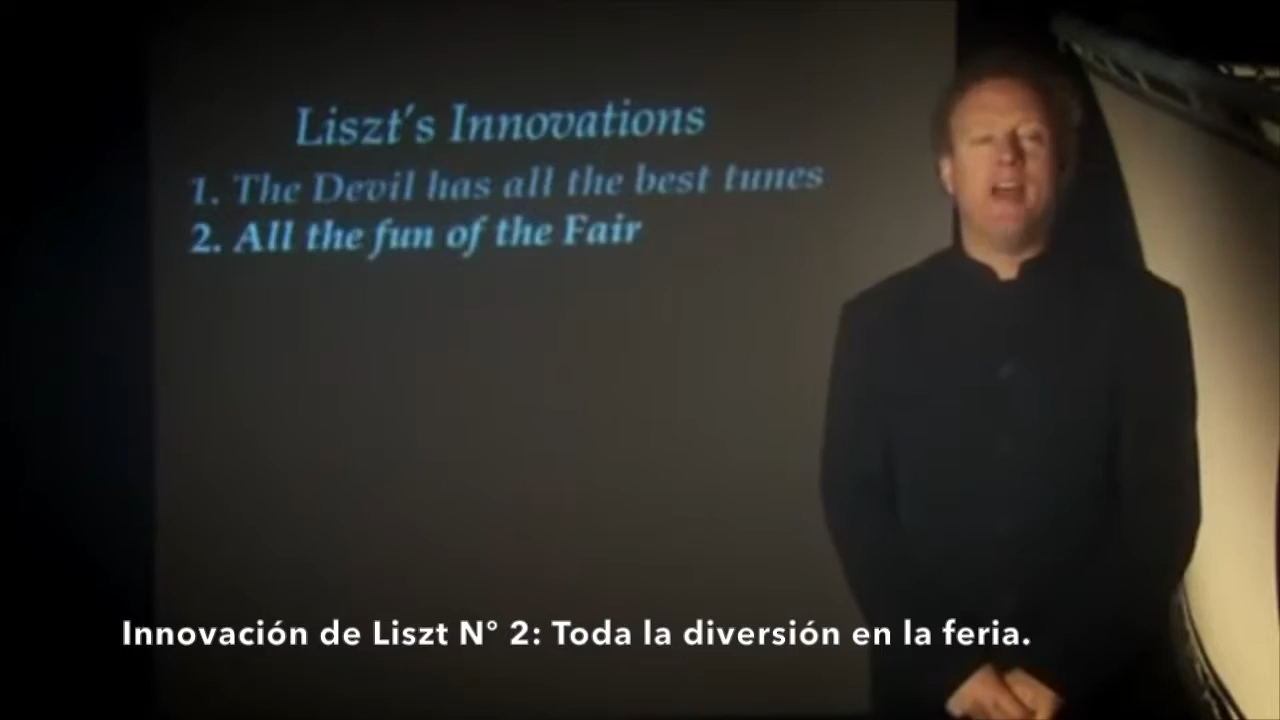 Liszt's Innovations
1. The Devil has all the best tunes
2. All the fun of the Fair
Innovación de Liszt N° 2: Toda la diversión en la feria.